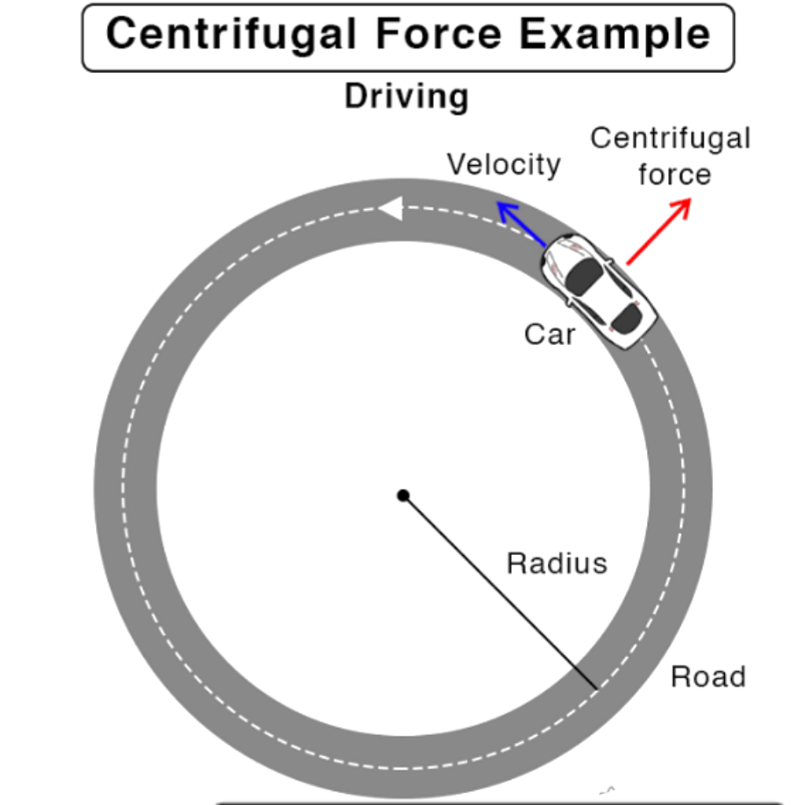 Centrifugal Force Example
Driving
Centrifugal
force
Velocity
Car
Radius
Road